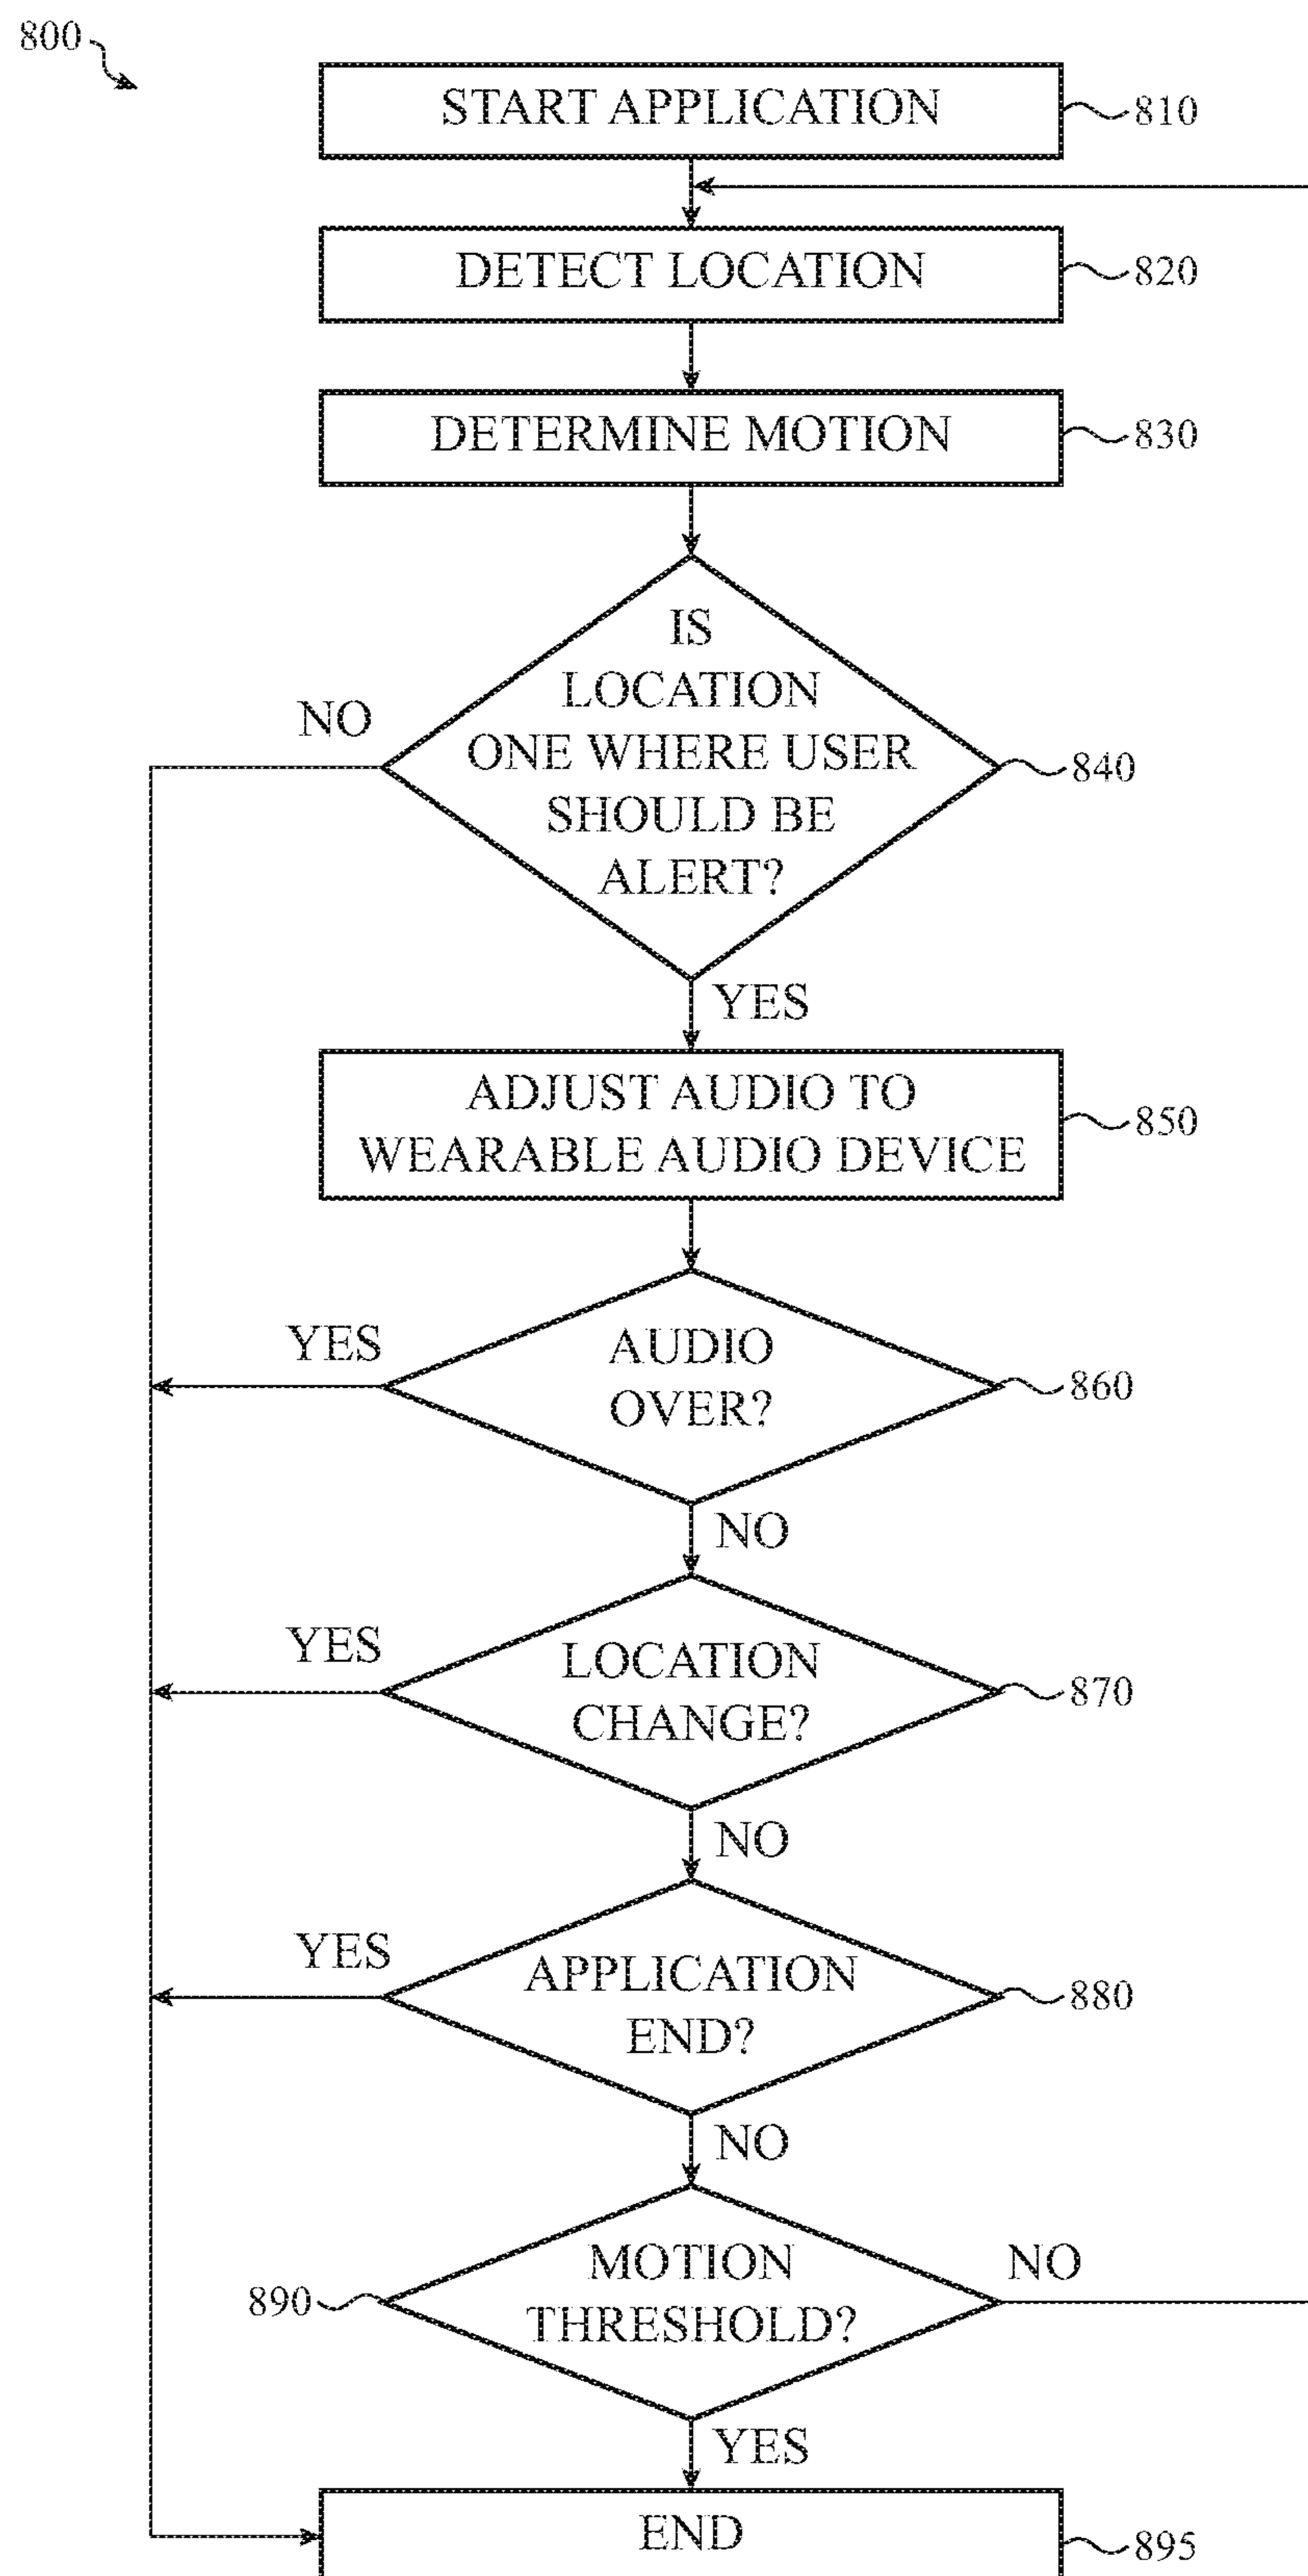 800
START APPLICATION
810
DETECT LOCATION
820
DETERMINE MOTION
830
IS
LOCATION
ONE WHERE USER
SHOULD BE
ALERT?
NO
840
YES
ADJUST AUDIO TO
WEARABLE AUDIO DEVICE
850
AUDIO
OVER?
YES
860
NO
LOCATION
CHANGE?
YES
870
NO
APPLICATION
END?
YES
880
NO
MOTION
THRESHOLD?
NO
890
YES
END
895